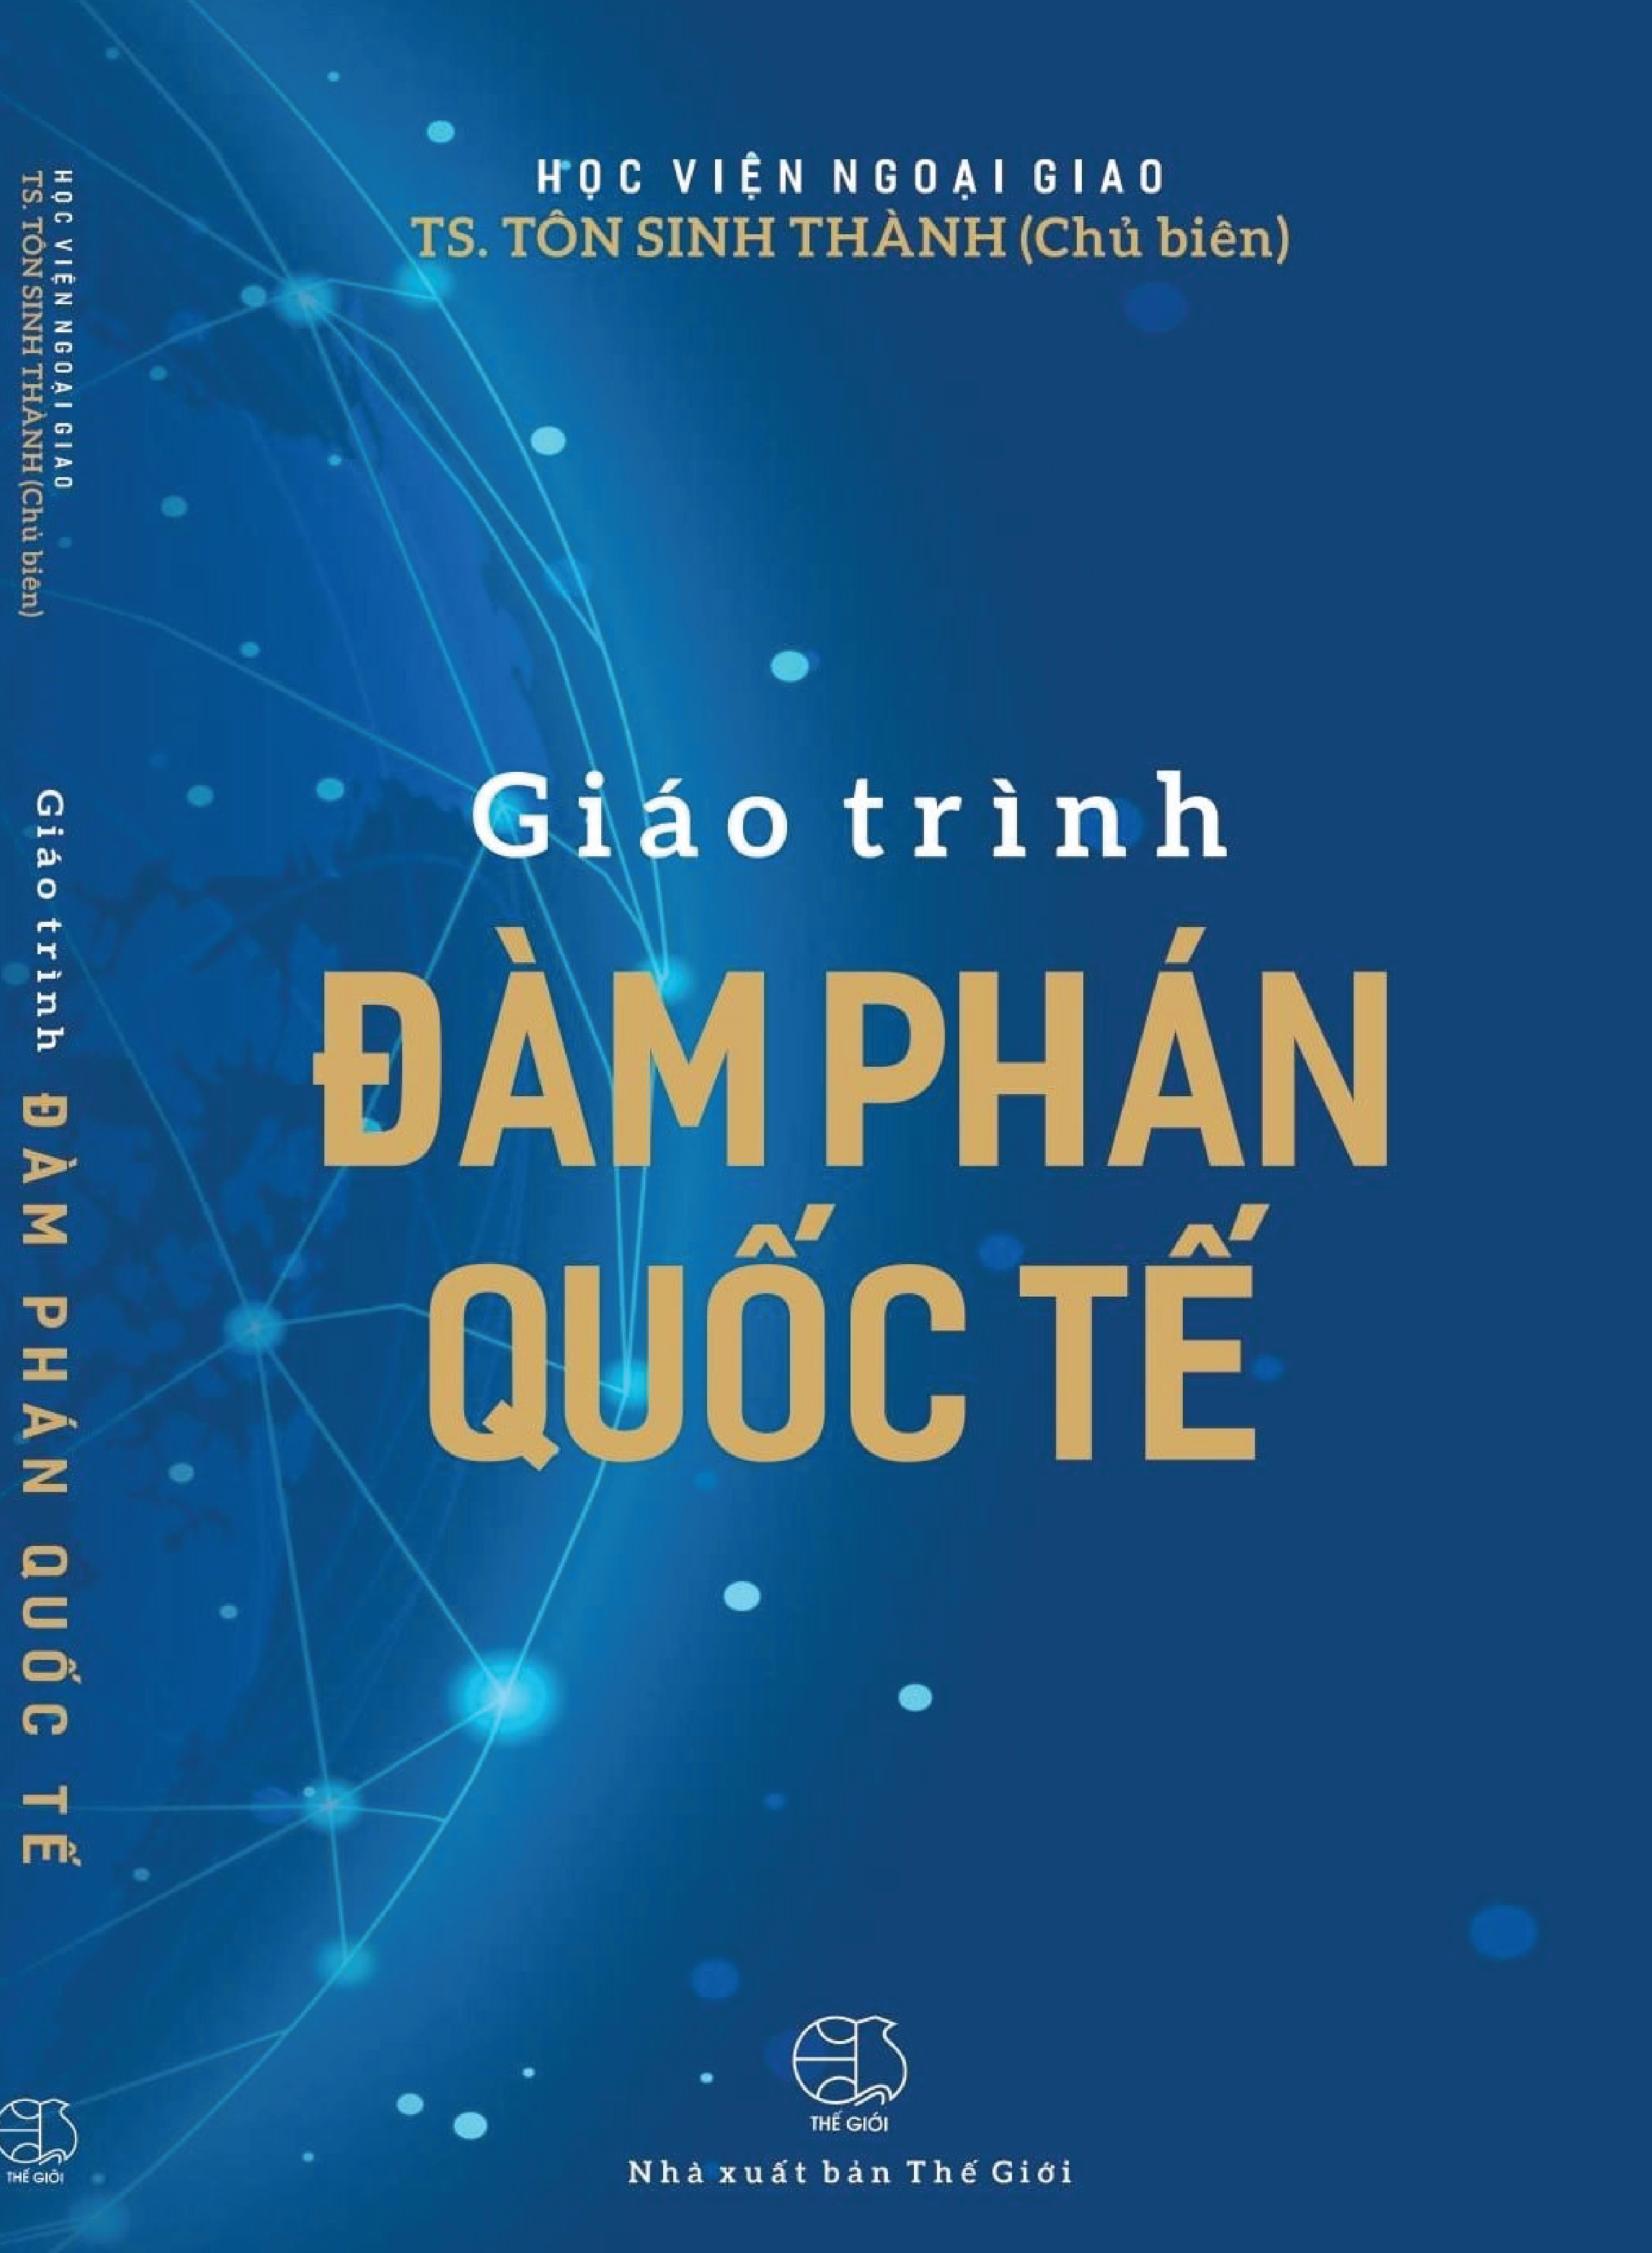 HỌC VIỆN NGOẠI GIAO
TS. TÔN SINH THÀNH (Chủ biên)
Giáo trình
ĐÀM PHÁN
QUỐC TẾ
THẾ GIỚI
Nhà xuất bản Thế Giới
HỌC VIỆN NGOẠI GIAO
TS. TÔN SINH THÀNH (Chủ biên)
Giáo trình ĐÀM PHÁN QUỐC TẾ
THẾ GIỚI